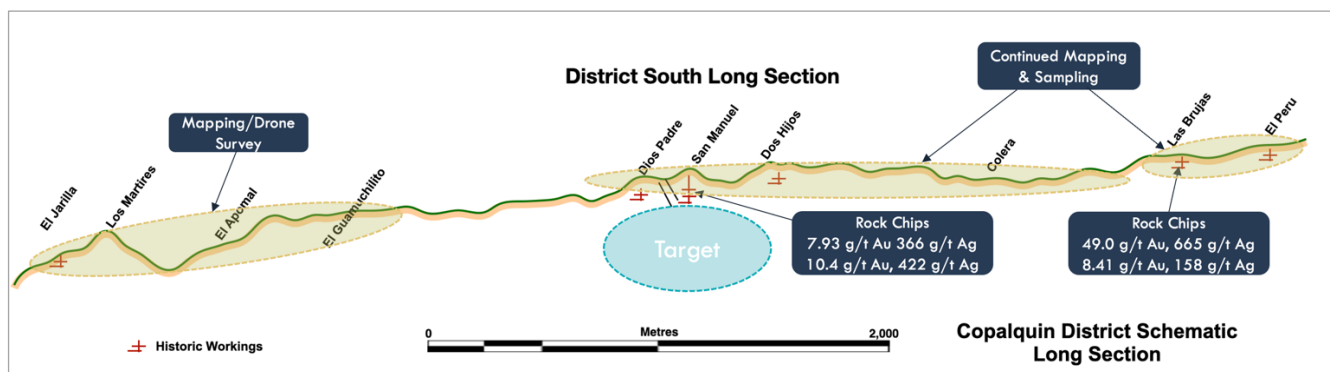 District South Long Section
Continued Mapping
& Sampling
Mapping/Drone
Survey
El Jarilla
Los Martires
El Apomal
El Guamuchilito
Dios Padre
San Manuel
Dos Hijos
Colera
Las Brujas
El Peru
Target
Rock Chips
7.93 g/t Au 366 g/t Ag
10.4 g/t Au, 422 g/t Ag
Rock Chips
49.0 g/t Au, 665 g/t Ag
8.41 g/t Au, 158 g/t Ag
Historic Workings
0 Metres 2,000
Copalquin District Schematic
Long Section